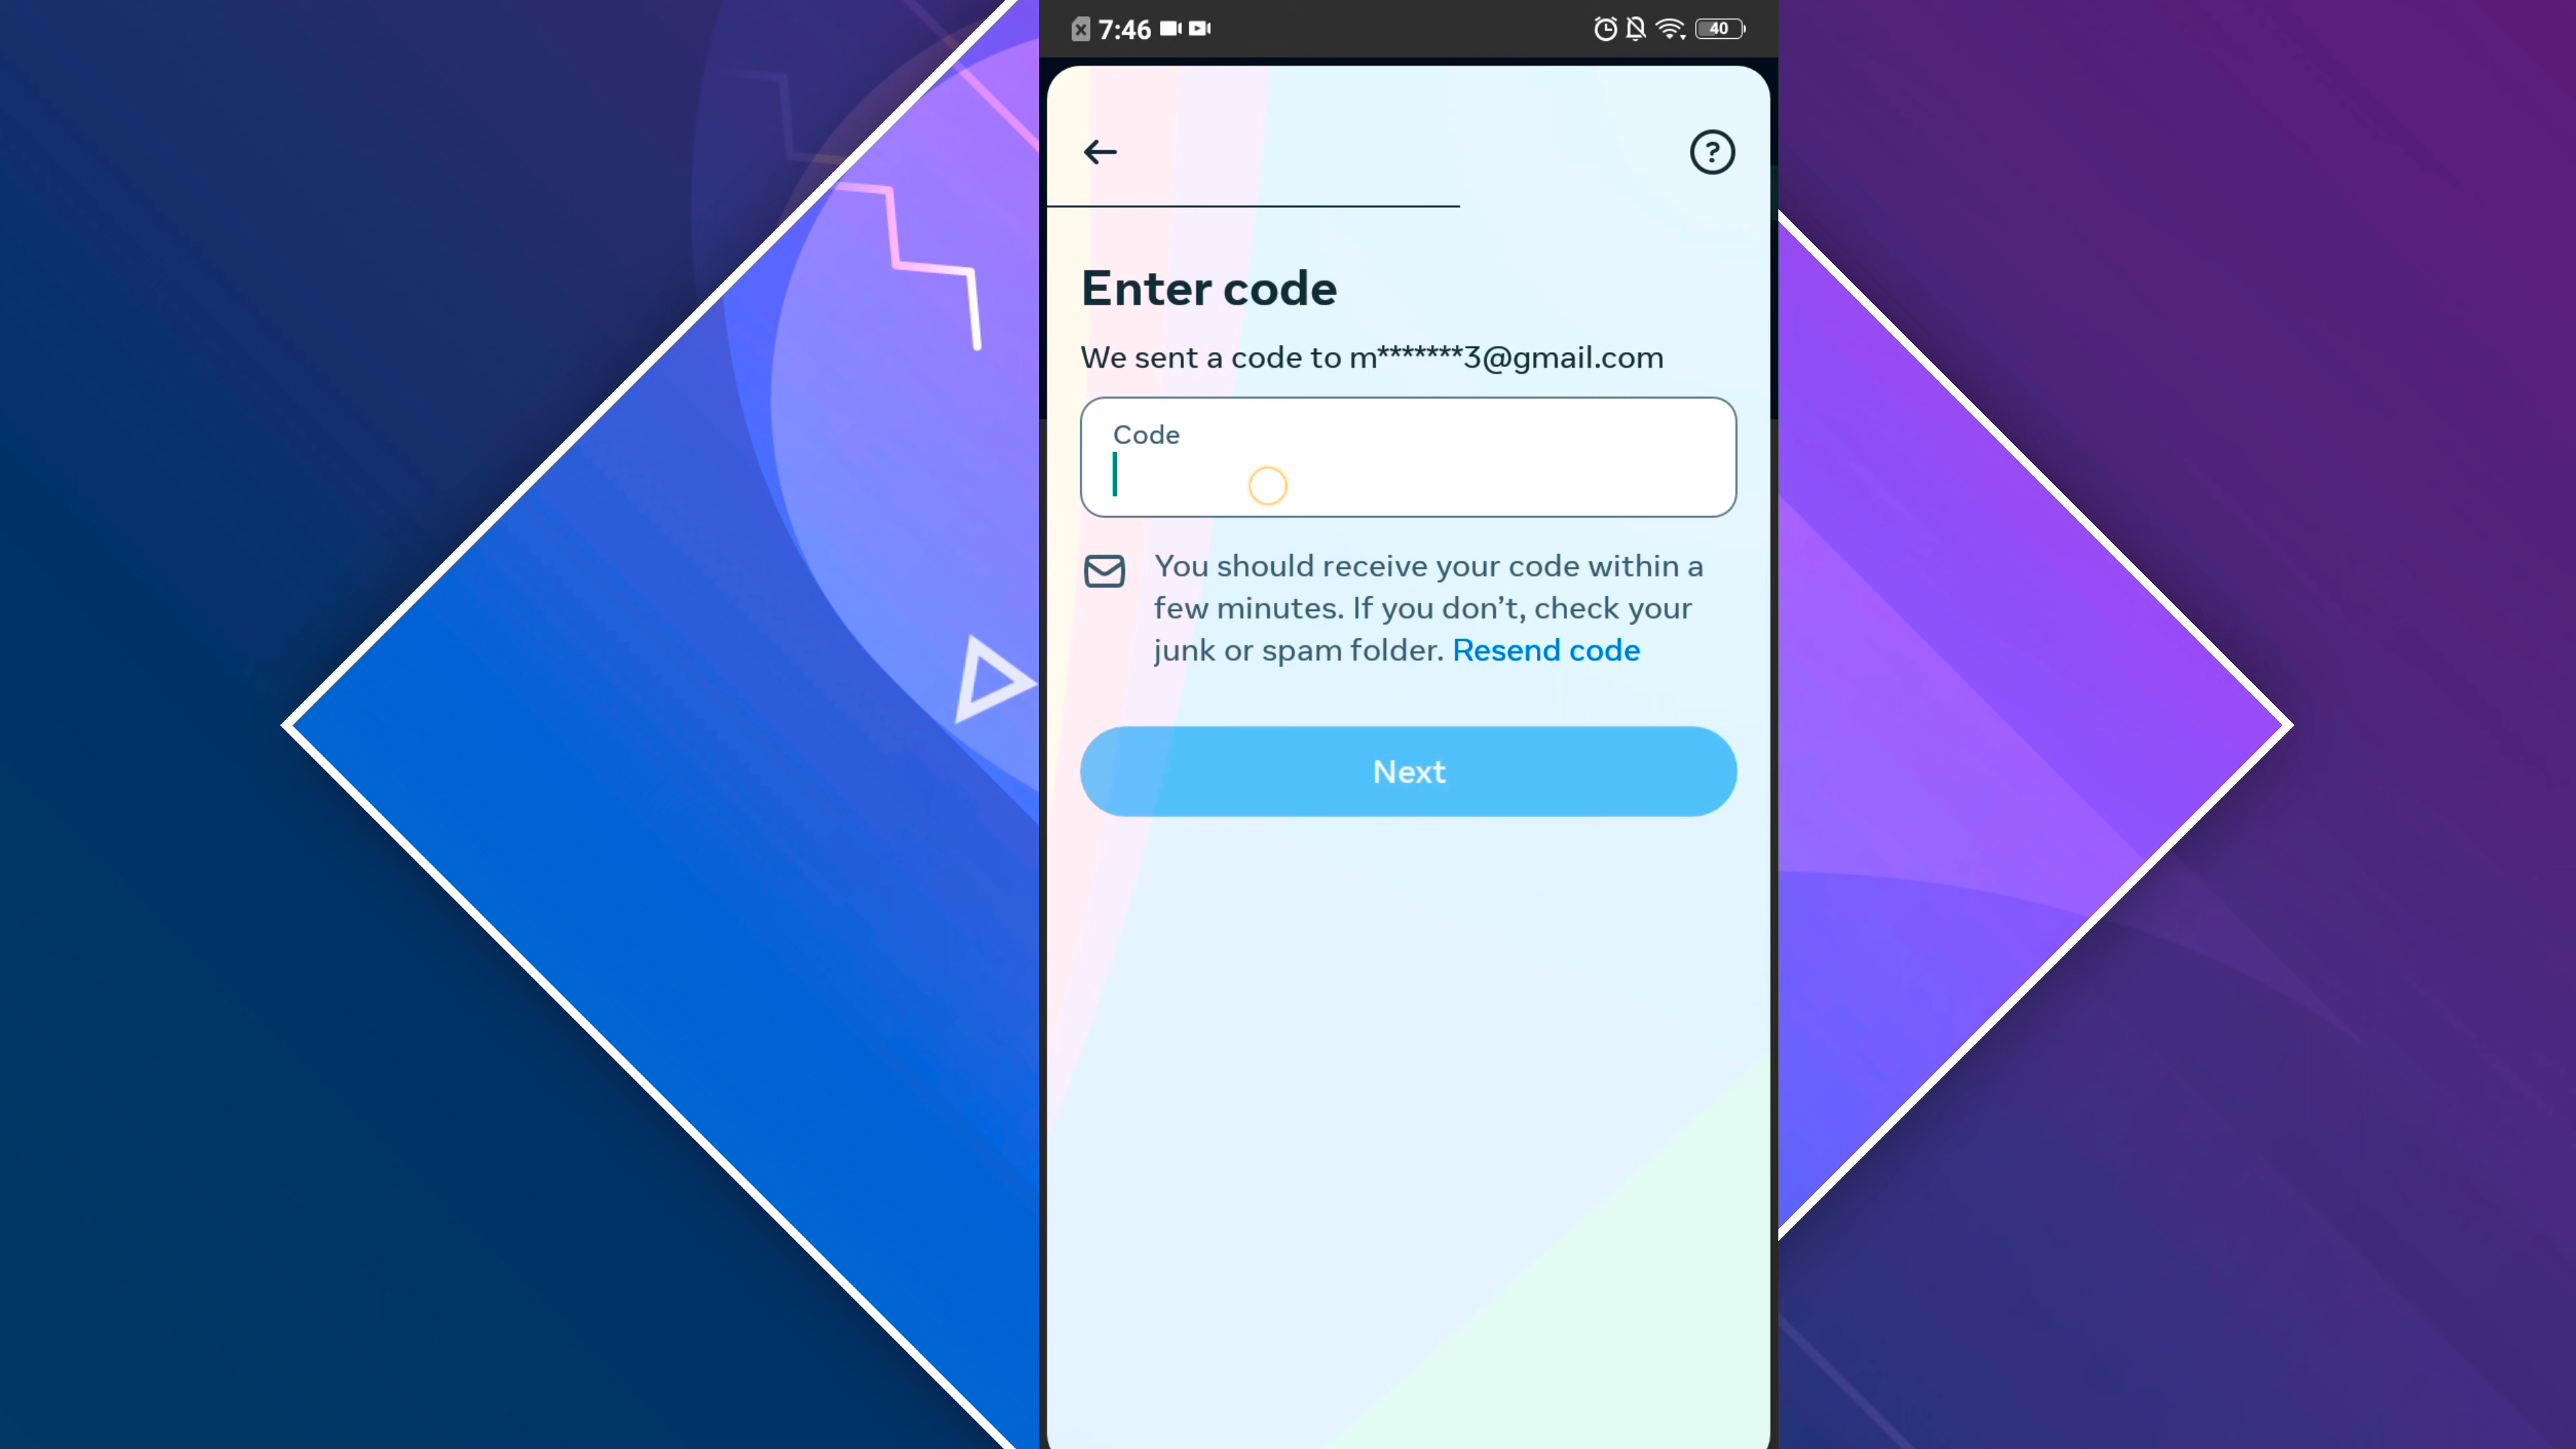 7:46
40
?
Enter code
We sent a code to m*******3@gmail.com
Code
You should receive your code within a
few minutes. If you don’t, check your
junk or spam folder. Resend code
Next